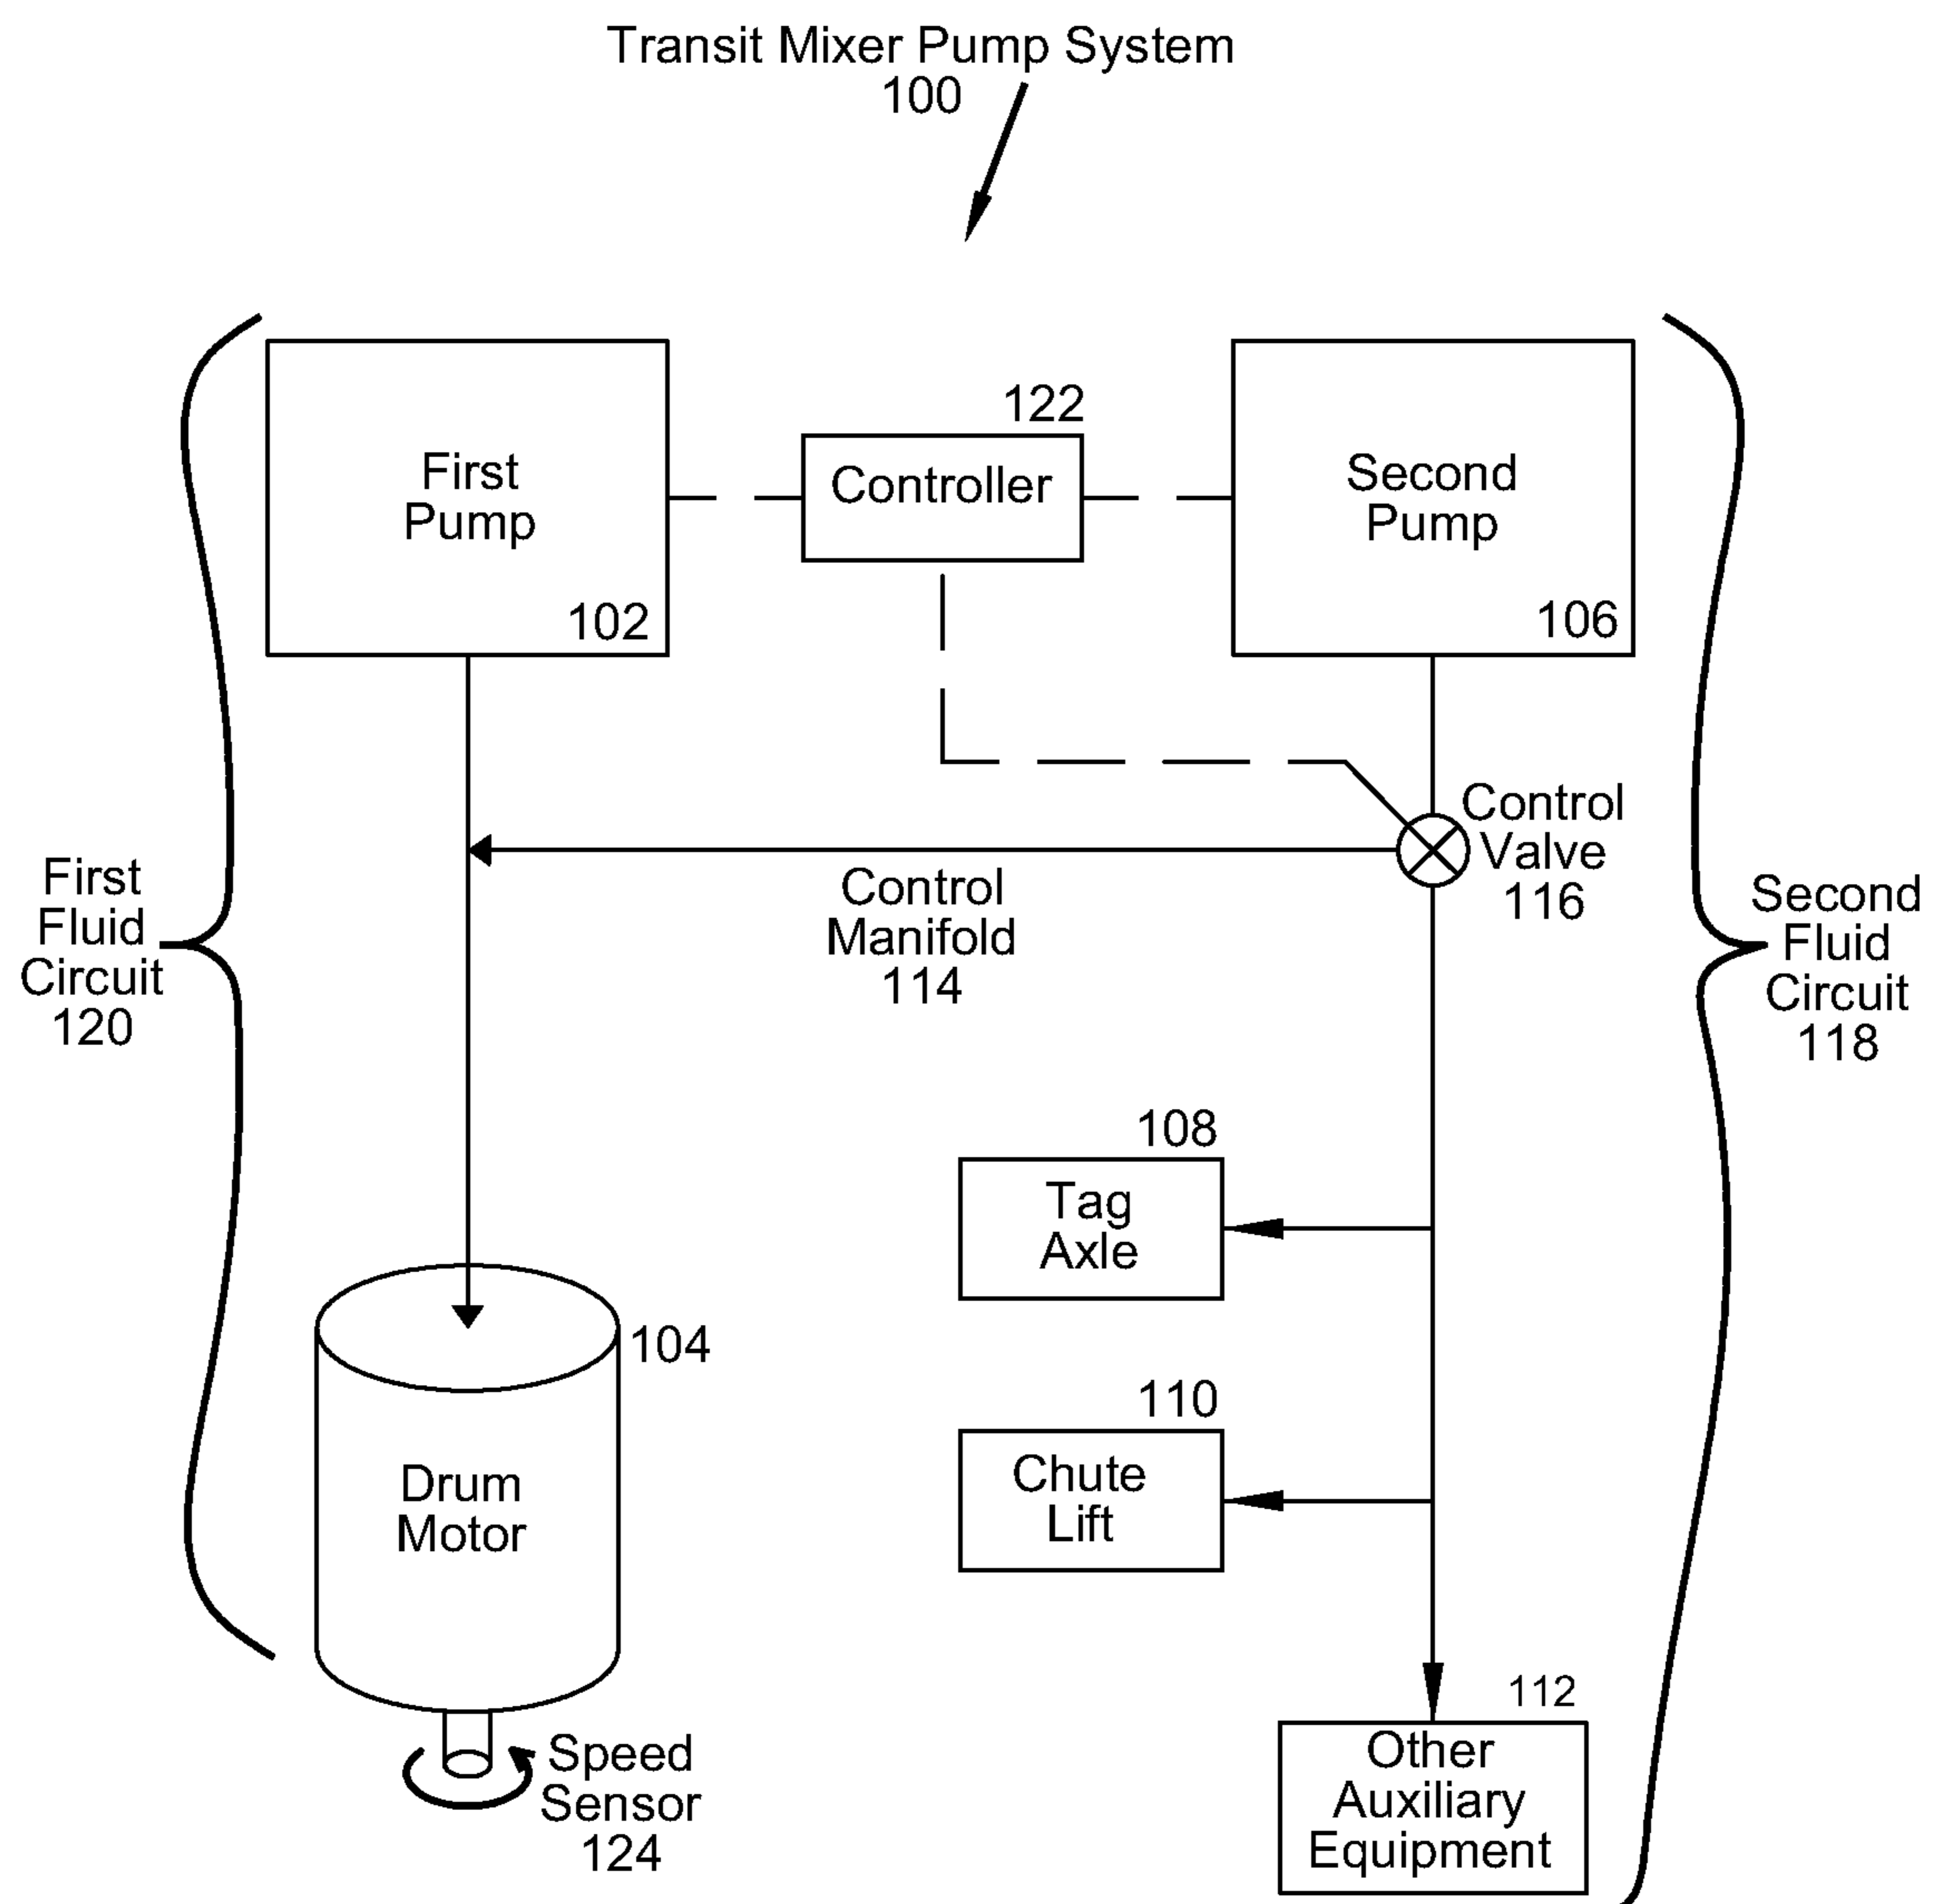 Transit Mixer Pump System
100
122
First
Pump
102
Controller
Second
Pump
106
Control
Valve
116
Control
Manifold
114
First
Fluid
Circuit
120
Second
Fluid
Circuit
118
108
Tag
Axle
104
110
Chute
Lift
Drum
Motor
112
Other
Auxiliary
Equipment
Speed
Sensor
124